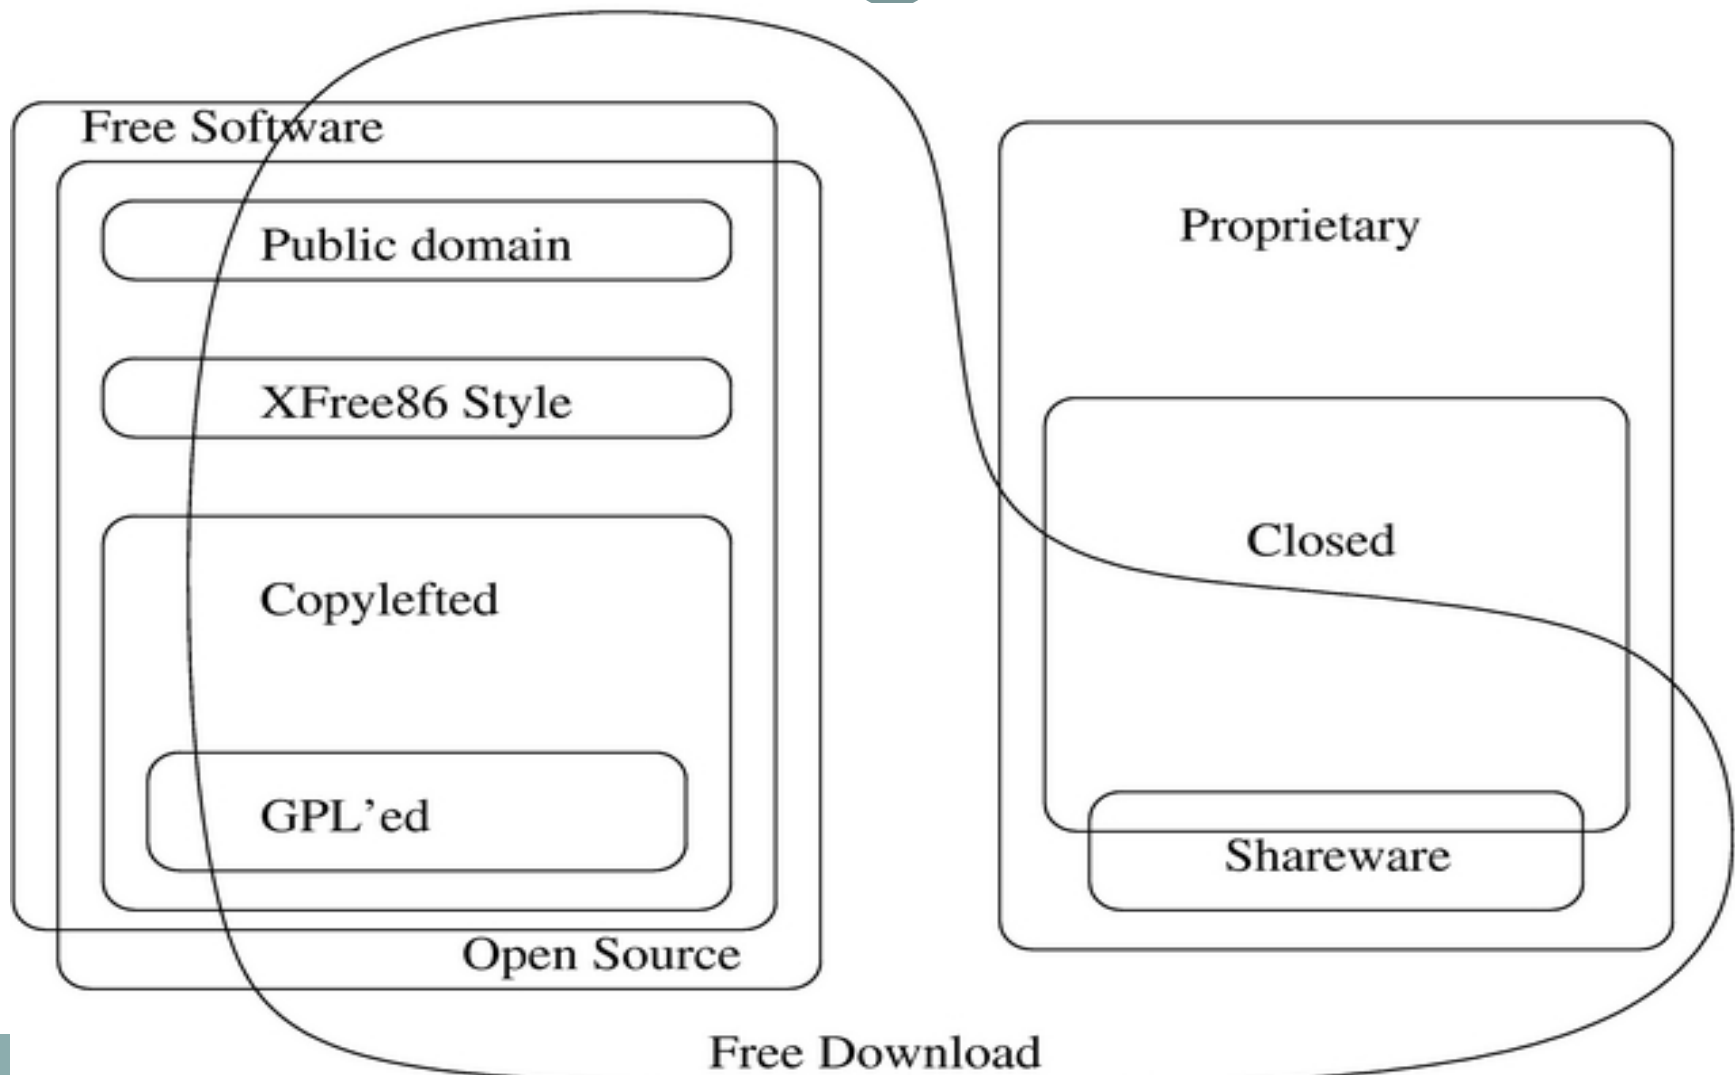 Free Software
Public domain
XFree86 Style
Copylefted
GPL'ed
Open Source
Proprietary
Closed
Shareware
Free Download